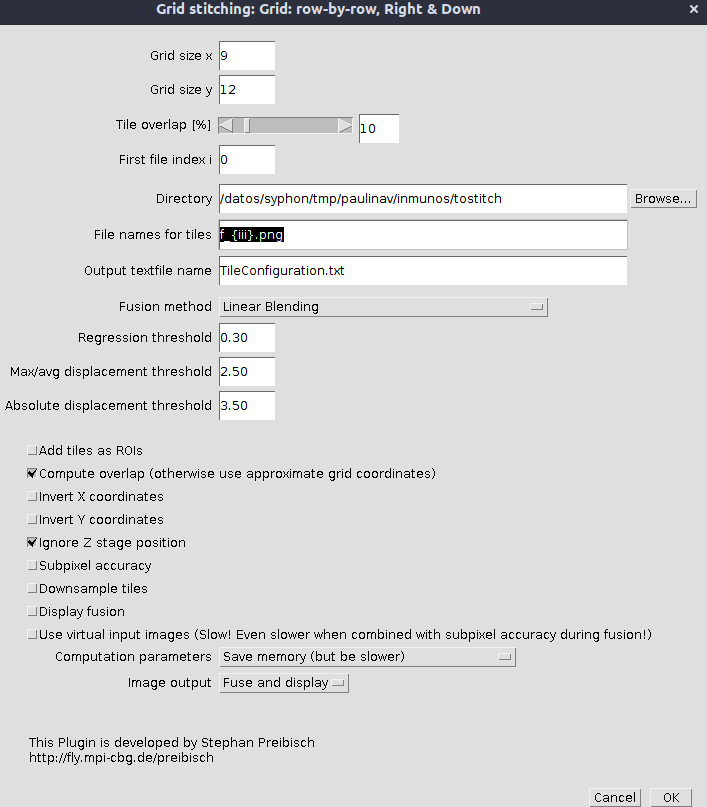 Grid stitching: Grid: row-by-row, Right & Down ×
Grid size x 9
Grid size y 12
Tile overlap [%] 10
First file index i 0
Directory /datos/syphon/tmp/paulinav/inmunos/tostitch Browse...
File names for tiles f_{iii}.png
Output textfile name TileConfiguration.txt
Fusion method Linear Blending
Regression threshold 0.30
Max/avg displacement threshold 2.50
Absolute displacement threshold 3.50
Add tiles as ROIs
Compute overlap (otherwise use approximate grid coordinates)
Invert X coordinates
Invert Y coordinates
Ignore Z stage position
Subpixel accuracy
Downsample tiles
Display fusion
Use virtual input images (Slow! Even slower when combined with subpixel accuracy during fusion!)
Computation parameters Save memory (but be slower)
Image output Fuse and display
This Plugin is developed by Stephan Preibisch
http://fly.mpi-cbg.de/preibisch
Cancel OK